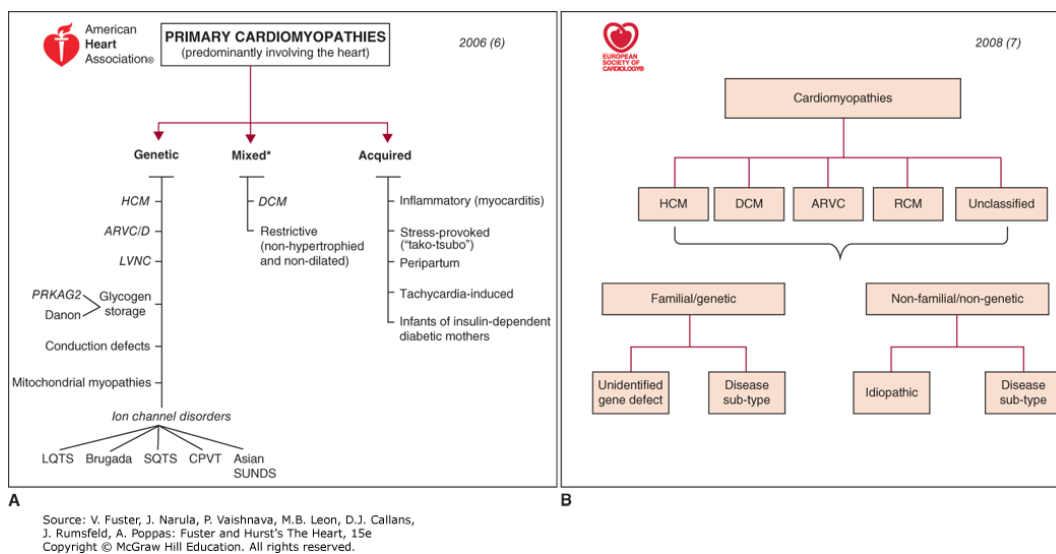 American
Heart
Association®
PRIMARY CARDIOMYOPATHIES
(predominantly involving the heart)
2006 (6)
Genetic
Mixed*
Acquired
HCM
ARVC/D
LVNC
PRKAG2
Danon
Glycogen
storage
Conduction defects
Mitochondrial myopathies
Ion channel disorders
LQTS
Brugada
SQTS
CPVT
Asian
SUNDS
DCM
Restrictive
(non-hypertrophied
and non-dilated)
Inflammatory (myocarditis)
Stress-provoked
("tako-tsubo")
Peripartum
Tachycardia-induced
Infants of insulin-dependent
diabetic mothers
A
EUROPEAN
SOCIETY OF
CARDIOLOGY®
2008 (7)
Cardiomyopathies
HCM
DCM
ARVC
RCM
Unclassified
Familial/genetic
Non-familial/non-genetic
Unidentified
gene defect
Disease
sub-type
Idiopathic
Disease
sub-type
B
Source: V. Fuster, J. Narula, P. Vaishnava, M.B. Leon, D.J. Callans,
J. Rumsfeld, A. Poppas: Fuster and Hurst's The Heart, 15e
Copyright © McGraw Hill Education. All rights reserved.